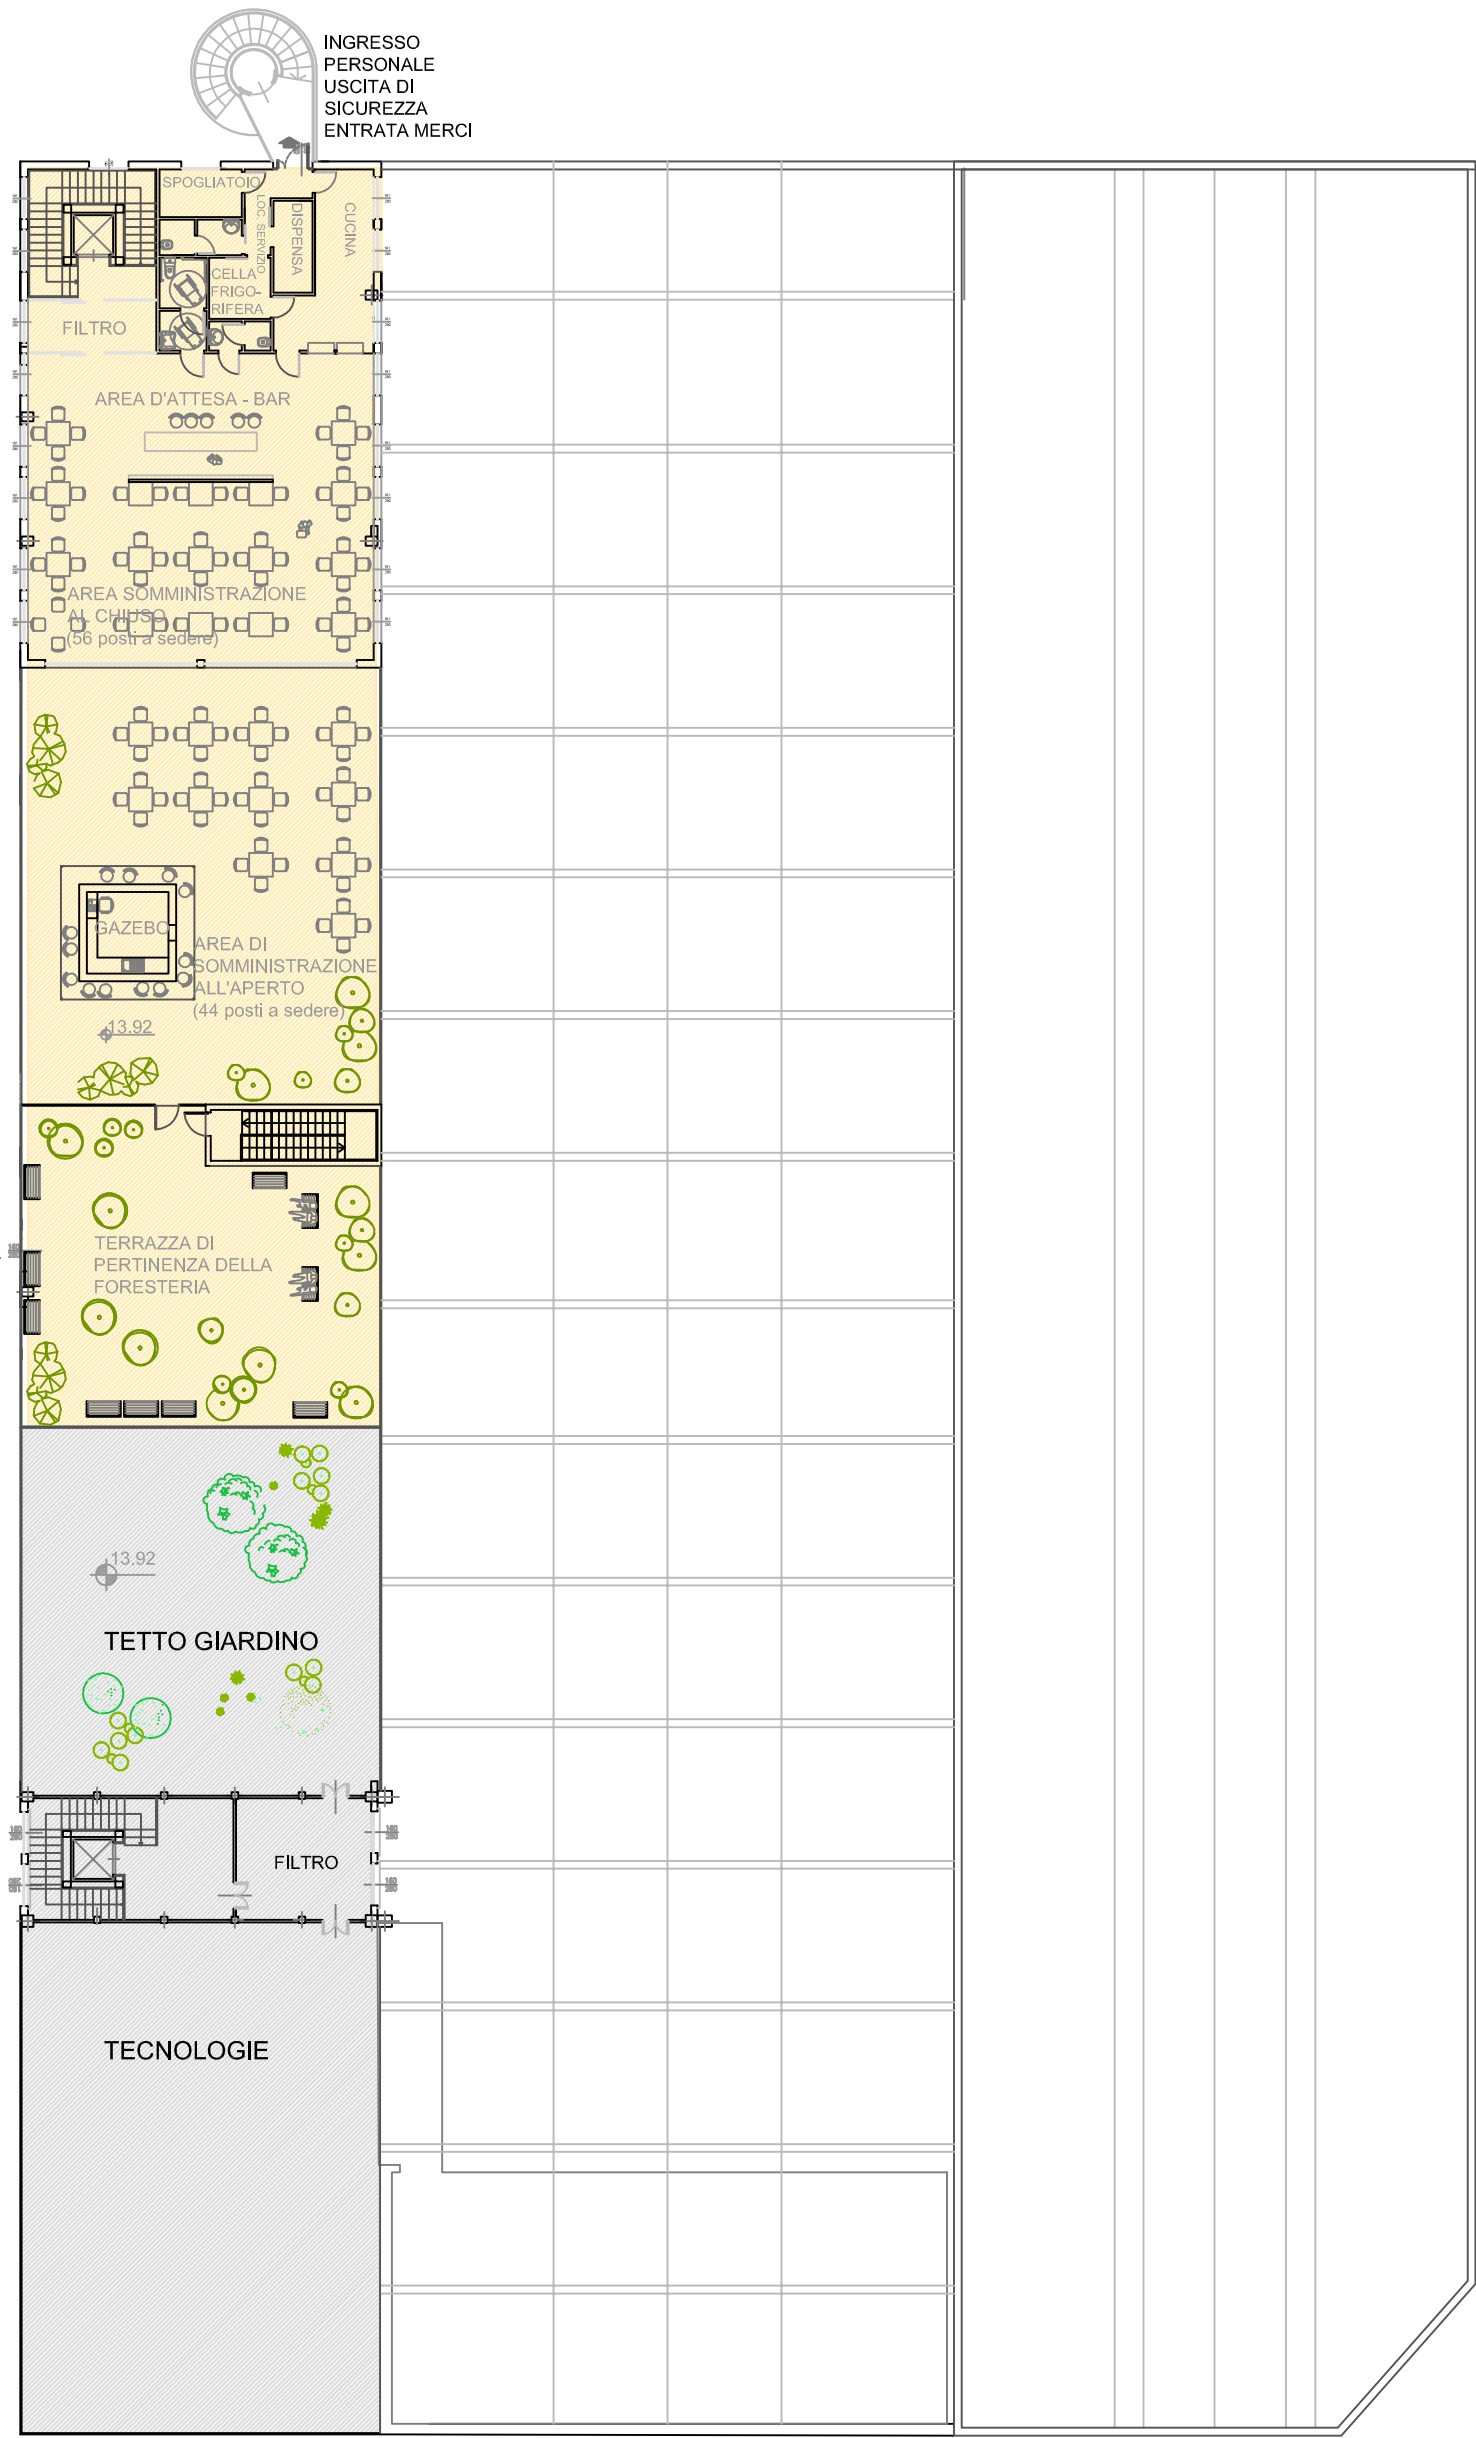 INGRESSO
PERSONALE
USCITA DI
SICUREZZA
ENTRATA MERCI
SPOGLIATOIO
LOC. SERVIZIO
DISPENSA
CUCINA
CELLA
FRIGO-
RIFERA
FILTRO
AREA D'ATTESA - BAR
AREA SOMMINISTRAZIONE
AL CHIUSO
(56 posti a sedere)
GAZEBO
AREA DI
SOMMINISTRAZIONE
ALL'APERTO
(44 posti a sedere)
13.92
TERRAZZA DI
PERTINENZA DELLA
FORESTERIA
13.92
TETTO GIARDINO
FILTRO
TECNOLOGIE